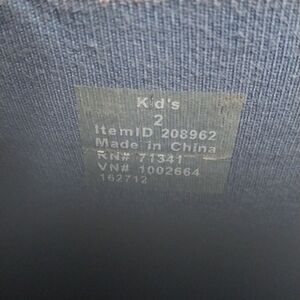 Kid's
2
ItemID 208962
Made in China
RN# 71341
VN# 1002664
162712